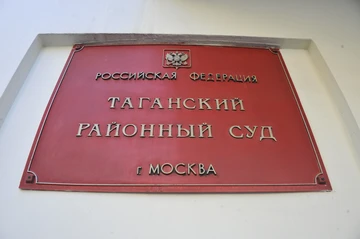 РОССИЙСКАЯ ФЕДЕРАЦИЯ
ТАГАНСКИЙ
РАЙОННЫЙ СУД
Г. МОСКВА